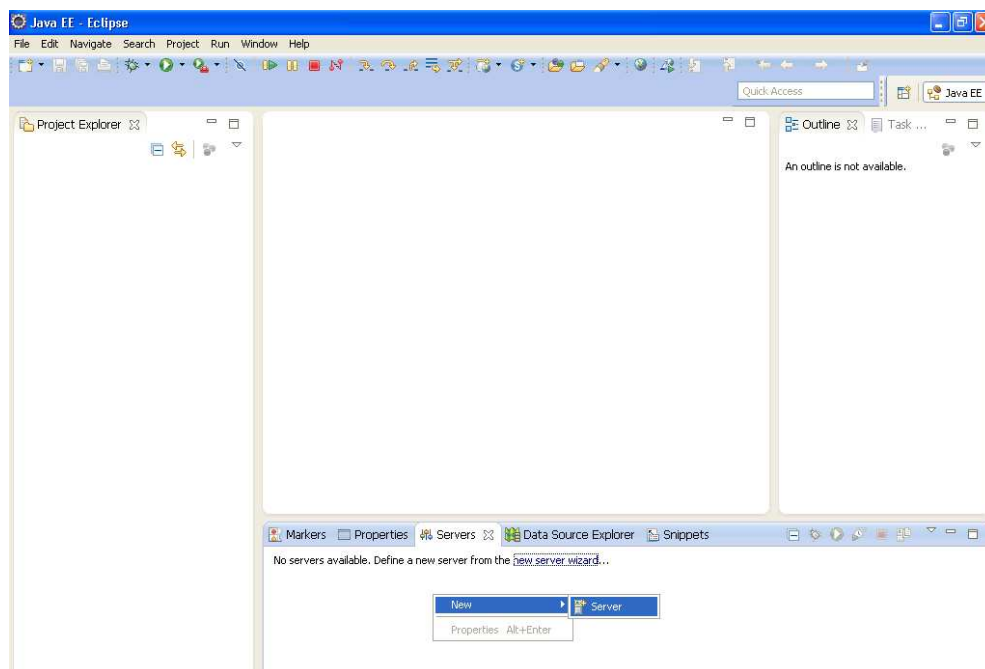 Java EE - Eclipse
File Edit Navigate Search Project Run Window Help
Quick Access
Java EE
Project Explorer
Outline
Task ...
An outline is not available.
Markers Properties Servers Data Source Explorer Snippets
No servers available. Define a new server from the new server wizard...
New
Server
Properties Alt+Enter